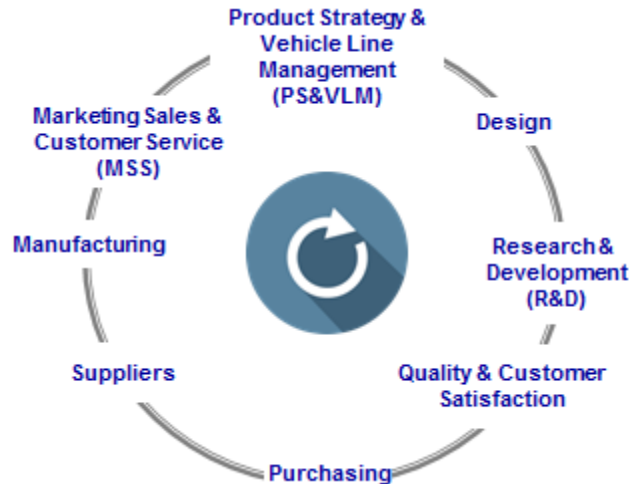 Product Strategy &
Vehicle Line
Management
(PS&VLM)
Design
Research &
Development
(R&D)
Quality & Customer
Satisfaction
Purchasing
Suppliers
Manufacturing
Marketing Sales &
Customer Service
(MSS)